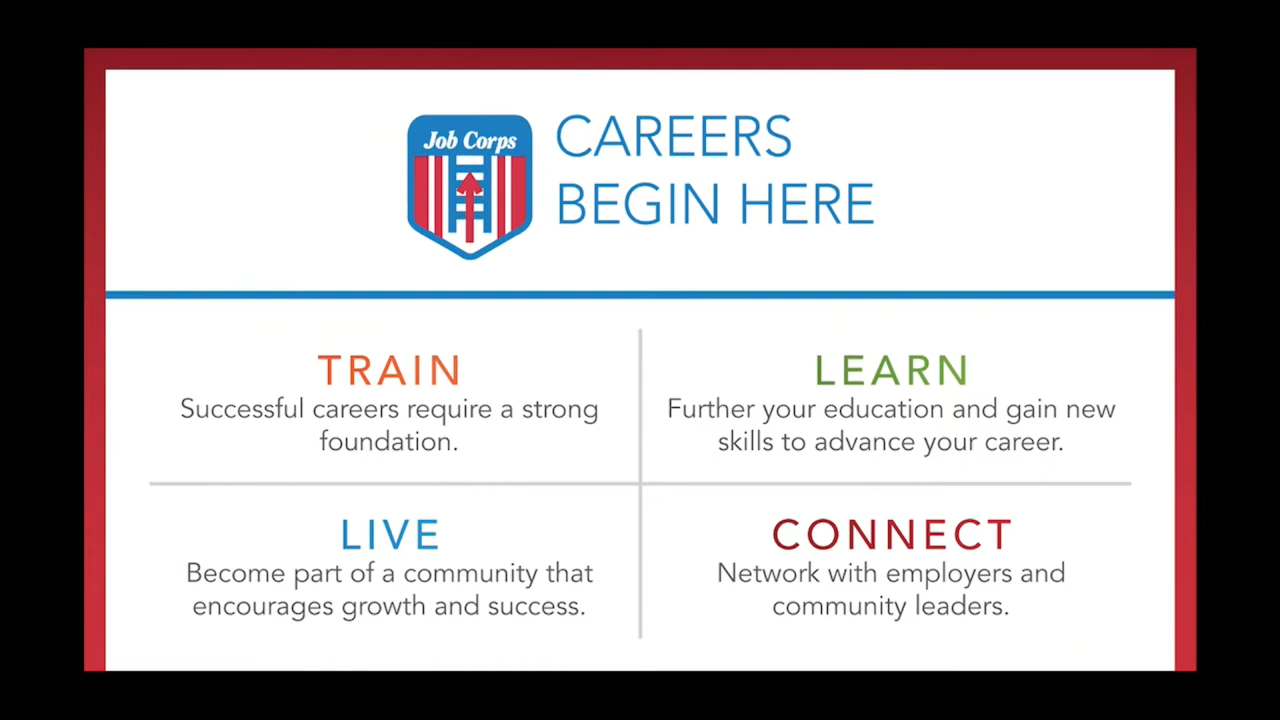 Job Corps
CAREERS
BEGIN HERE
TRAIN
Successful careers require a strong
foundation.
LEARN
Further your education and gain new
skills to advance your career.
LIVE
Become part of a community that
encourages growth and success.
CONNECT
Network with employers and
community leaders.